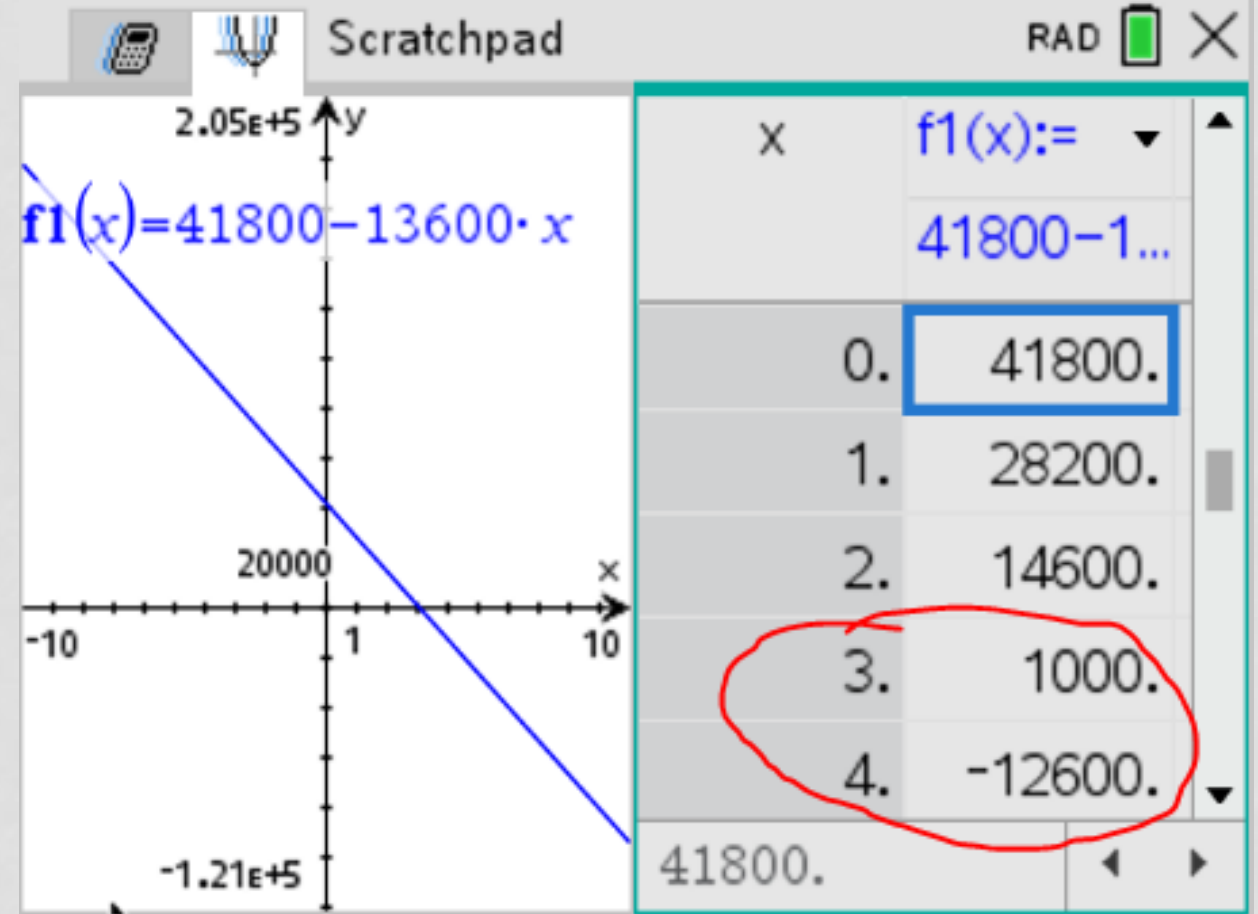 Scratchpad
RAD
2.05E+5
y
f1(x)=41800-13600· x
20000
x
-10
1
10
-1.21E+5
x f1(x):=
41800-1...
0. 41800.
1. 28200.
2. 14600.
3. 1000.
4. -12600.
41800.